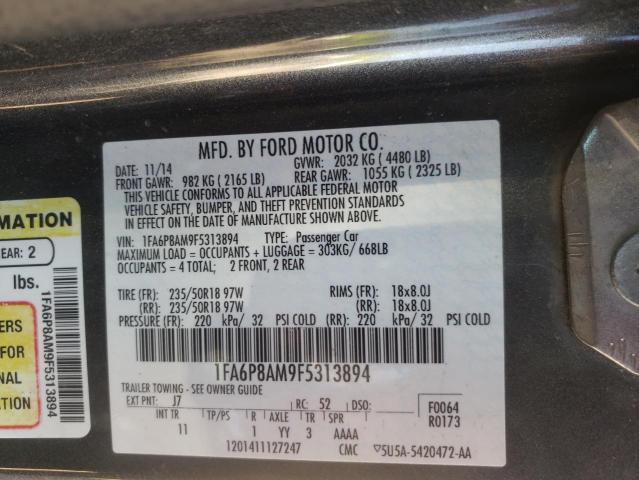 MFD. BY FORD MOTOR CO.
DATE: 11/14 GVWR: 2032 KG ( 4480 LB)
FRONT GAWR: 982 KG ( 2165 LB) REAR GAWR: 1055 KG ( 2325 LB)
THIS VEHICLE CONFORMS TO ALL APPLICABLE FEDERAL MOTOR
VEHICLE SAFETY, BUMPER, AND THEFT PREVENTION STANDARDS
IN EFFECT ON THE DATE OF MANUFACTURE SHOWN ABOVE.
VIN: 1FA6P8AM9F5313894 TYPE: Passenger Car
MAXIMUM LOAD = OCCUPANTS + LUGGAGE = 303KG/ 668LB
OCCUPANTS = 4 TOTAL; 2 FRONT, 2 REAR
TIRE (FR): 235/50R18 97W RIMS (FR): 18x8.0J
(RR): 235/50R18 97W (RR): 18x8.0J
PRESSURE (FR): 220 kPa/ 32 PSI COLD (RR): 220 kPa/ 32 PSI COLD
1FA6P8AM9F5313894
TRAILER TOWING - SEE OWNER GUIDE
EXT PNT: J7 RC: 52 DSO: F0064
INT TR TP/PS R AXLE TR SPR R0173
11 1 YY 3 AAAA
1201411127247 CMC ▽5U5A-5420472-AA
MATION
EAR: 2
lbs.
ERS
FOR
NAL
N
1FA6P8AM9F5313894